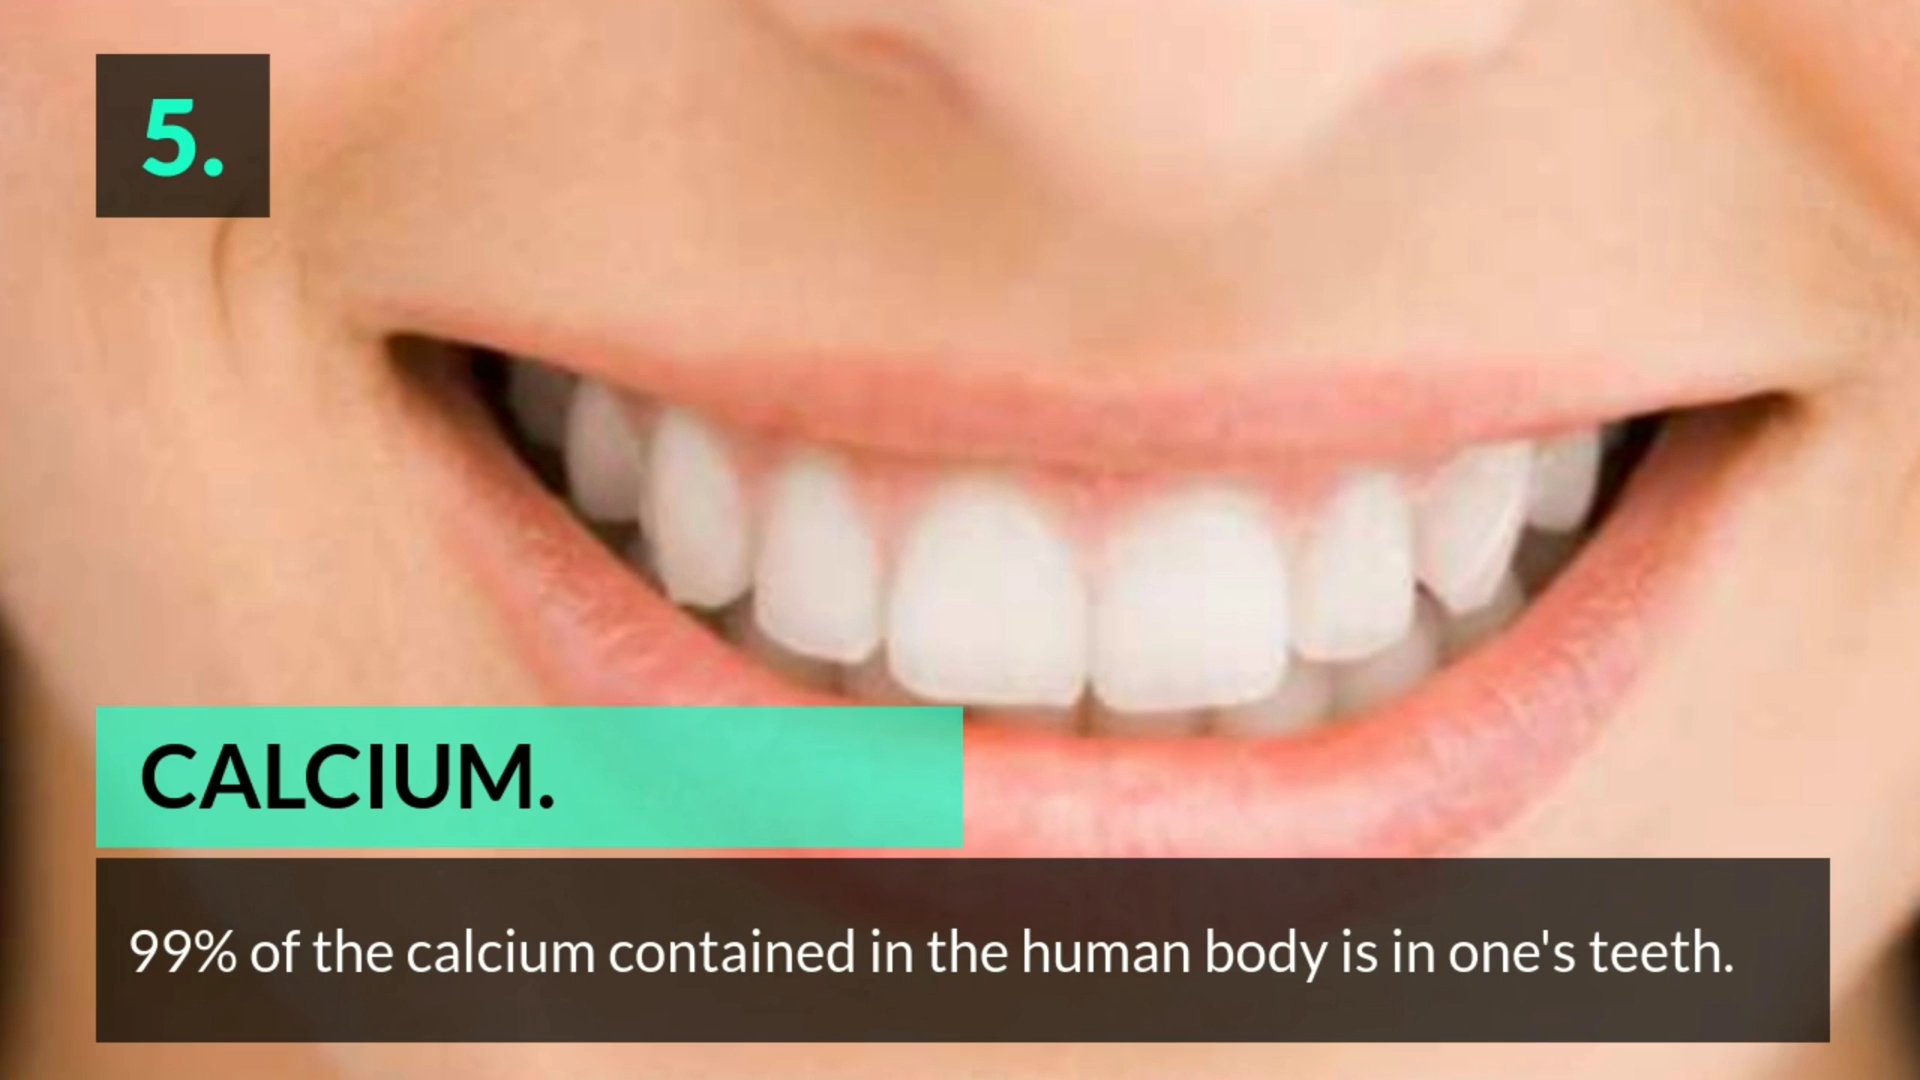 5.
CALCIUM.
99% of the calcium contained in the human body is in one's teeth.